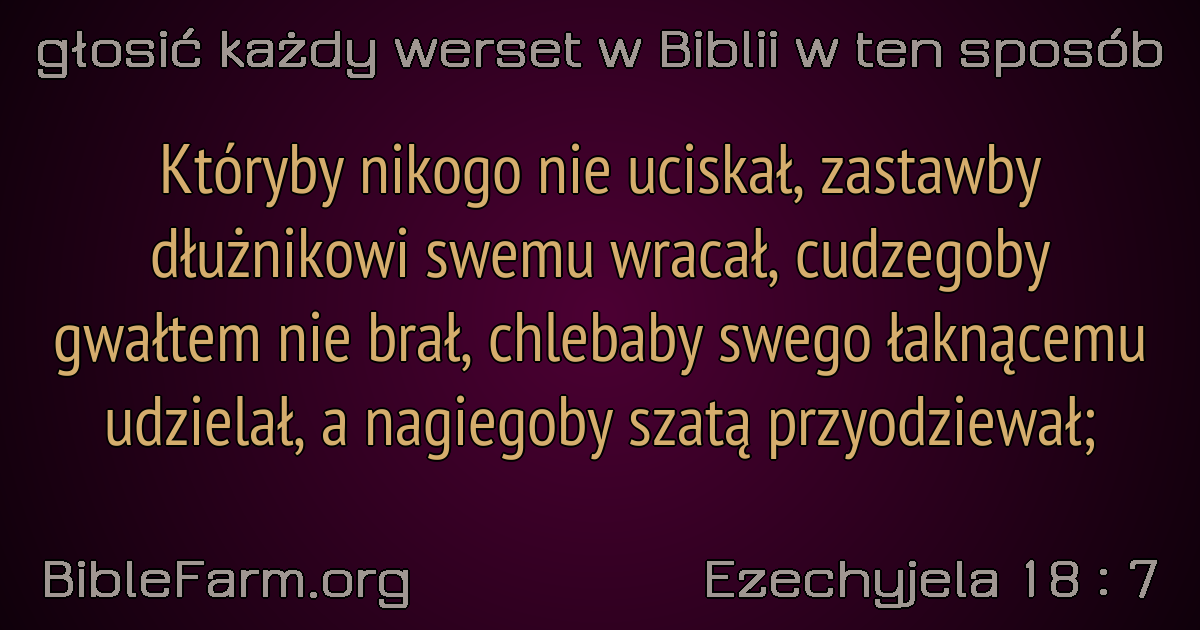 głosić każdy werset w Biblii w ten sposób
Któryby nikogo nie uciskał, zastawby
dłużnikowi swemu wracał, cudzegoby
gwałtem nie brał, chlebaby swego łaknącemu
udzielał, a nagiegoby szatą przyodziewał;
BibleFarm.org
Ezechyjela 18 : 7